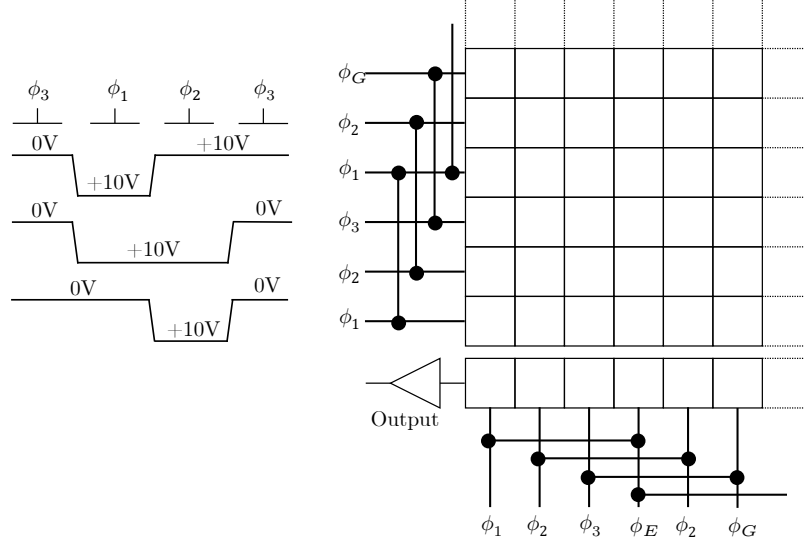 ϕ3 ϕ1 ϕ2 ϕ3
0V +10V
+10V
0V 0V
+10V
0V 0V
+10V
ϕG
ϕ2
ϕ1
ϕ3
ϕ2
ϕ1
Output
ϕ1 ϕ2 ϕ3 ϕE ϕ2 ϕG